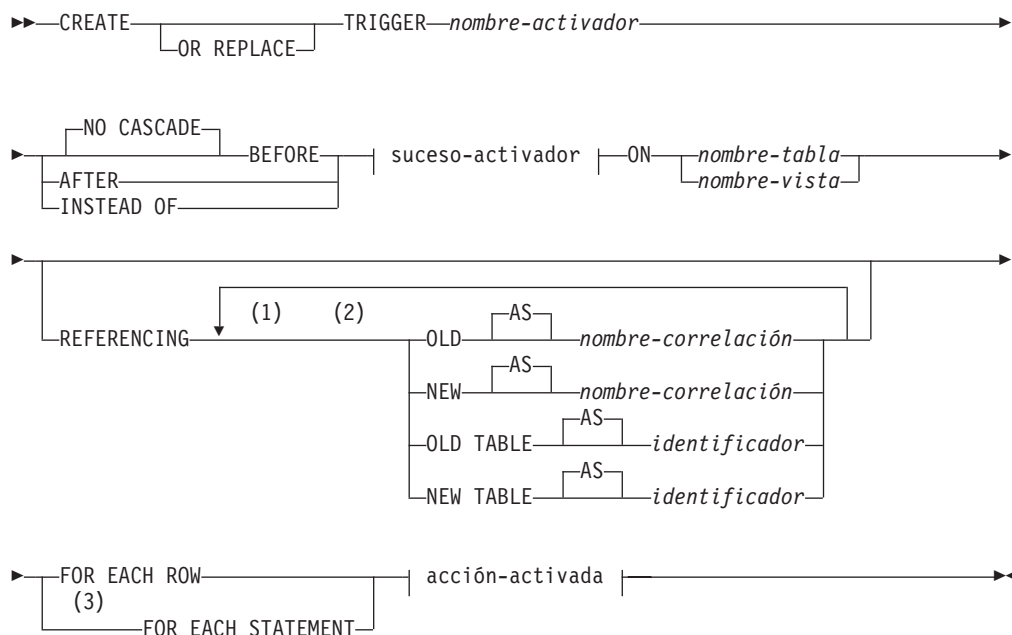 CREATE TRIGGER nombre-activador
OR REPLACE
NO CASCADE
BEFORE suceso-activador ON nombre-tabla
AFTER nombre-vista
INSTEAD OF
(1) (2) AS
REFERENCING OLD nombre-correlación
AS
NEW nombre-correlación
AS
OLD TABLE identificador
AS
NEW TABLE identificador
FOR EACH ROW acción-activada
(3)
FOR EACH STATEMENT